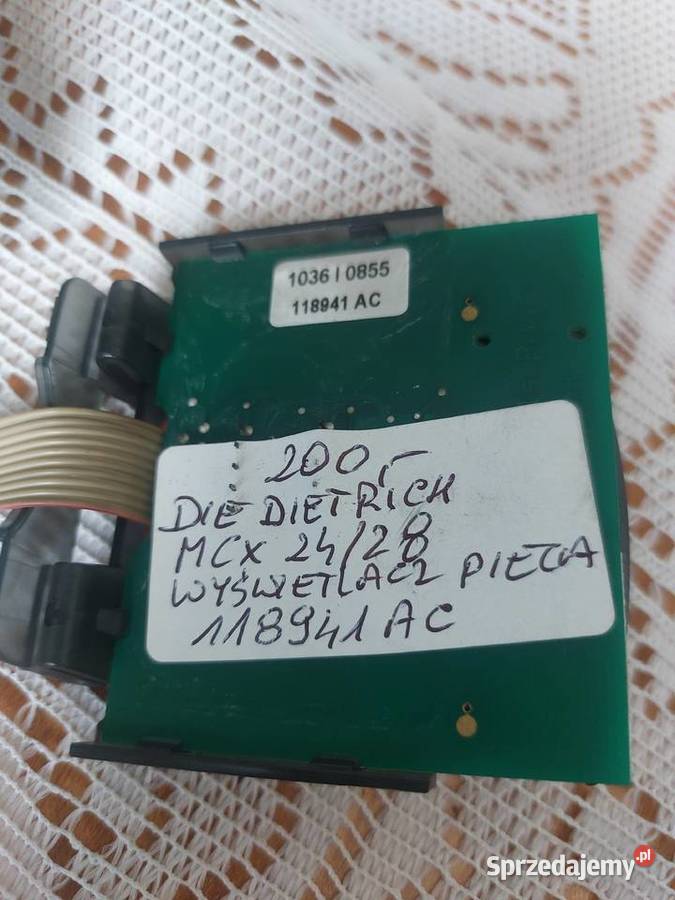 1036 I 0855
118941 AC
200,-
DIE DIETRICH
MCX 24/28
WYŚWIETLACZ PIECA
118941 AC
Sprzedajemy.pl